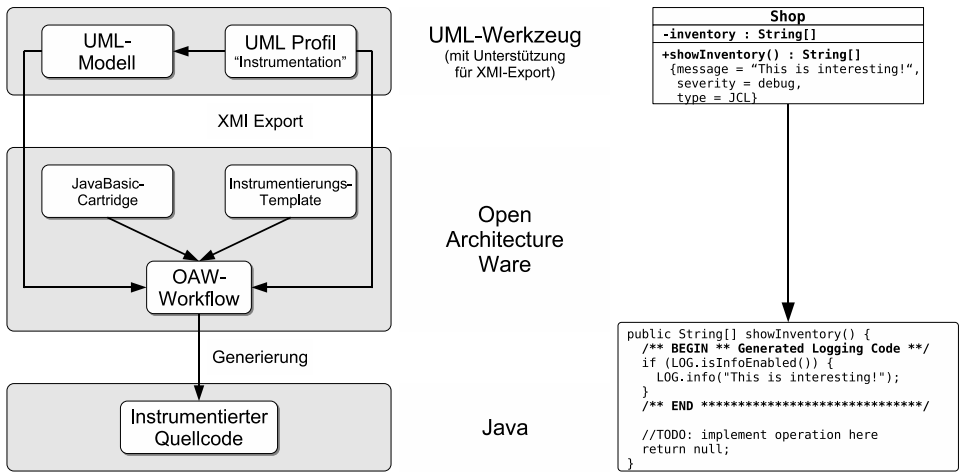 UML-
Modell
UML Profil
“Instrumentation”
UML-Werkzeug
(mit Unterstützung
für XMI-Export)
XMI Export
JavaBasic-
Cartridge
Instrumentierungs-
Template
Open
Architecture
Ware
OAW-
Workflow
Generierung
Instrumentierter
Quellcode
Java
Shop
-inventory : String[]
+showInventory() : String[]
{message = “This is interesting!“,
severity = debug,
type = JCL}
public String[] showInventory() {
/** BEGIN ** Generated Logging Code **/
if (LOG.isInfoEnabled()) {
LOG.info("This is interesting!");
}
/** END ******************************/
//TODO: implement operation here
return null;
}